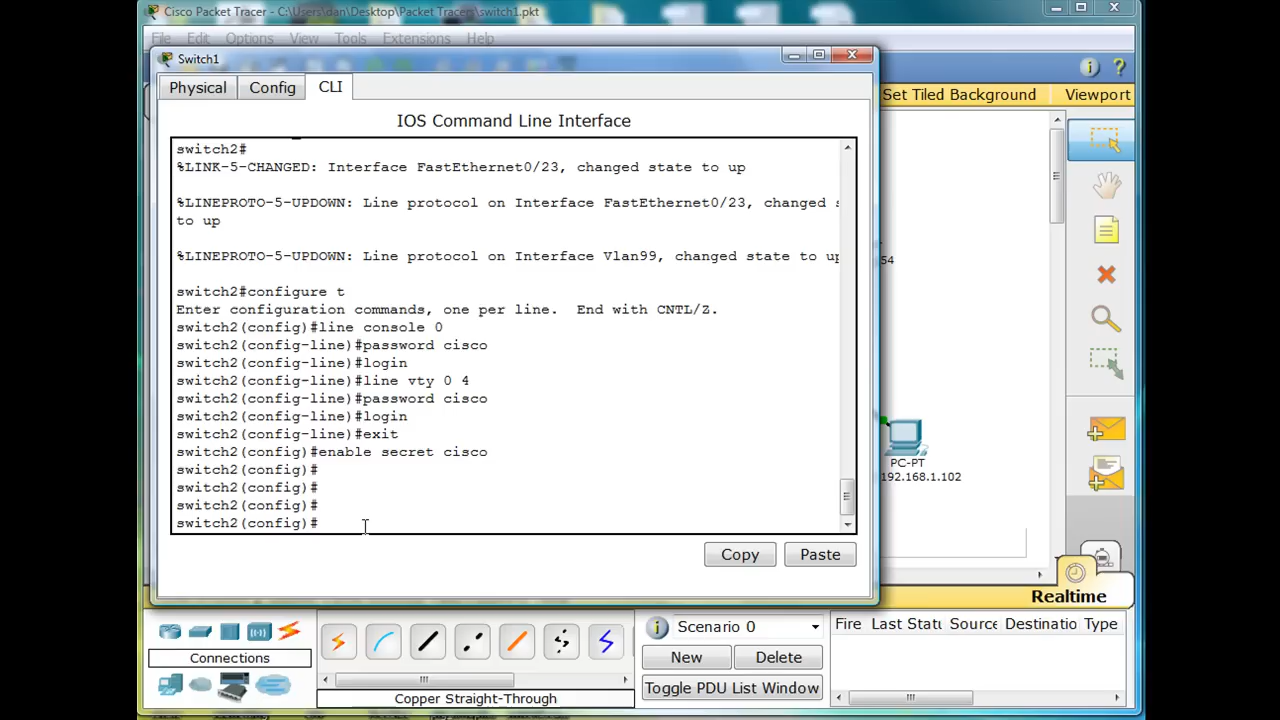 Cisco Packet Tracer - C:\Users\dan\Desktop\Packet Tracers\switch1.pkt
File Edit Options View Tools Extensions Help
Switch1
Physical Config CLI
Set Tiled Background Viewport
IOS Command Line Interface
switch2#
%LINK-5-CHANGED: Interface FastEthernet0/23, changed state to up
%LINEPROTO-5-UPDOWN: Line protocol on Interface FastEthernet0/23, changed s
to up
%LINEPROTO-5-UPDOWN: Line protocol on Interface Vlan99, changed state to up
switch2#configure t
Enter configuration commands, one per line. End with CNTL/Z.
switch2(config)#line console 0
switch2(config-line)#password cisco
switch2(config-line)#login
switch2(config-line)#line vty 0 4
switch2(config-line)#password cisco
switch2(config-line)#login
switch2(config-line)#exit
switch2(config)#enable secret cisco
switch2(config)#
switch2(config)#
switch2(config)#
switch2(config)#
Copy Paste
54
PC-PT
192.168.1.102
Realtime
Connections
Copper Straight-Through
Scenario 0
New Delete
Toggle PDU List Window
Fire Last Statu Source Destinatio Type